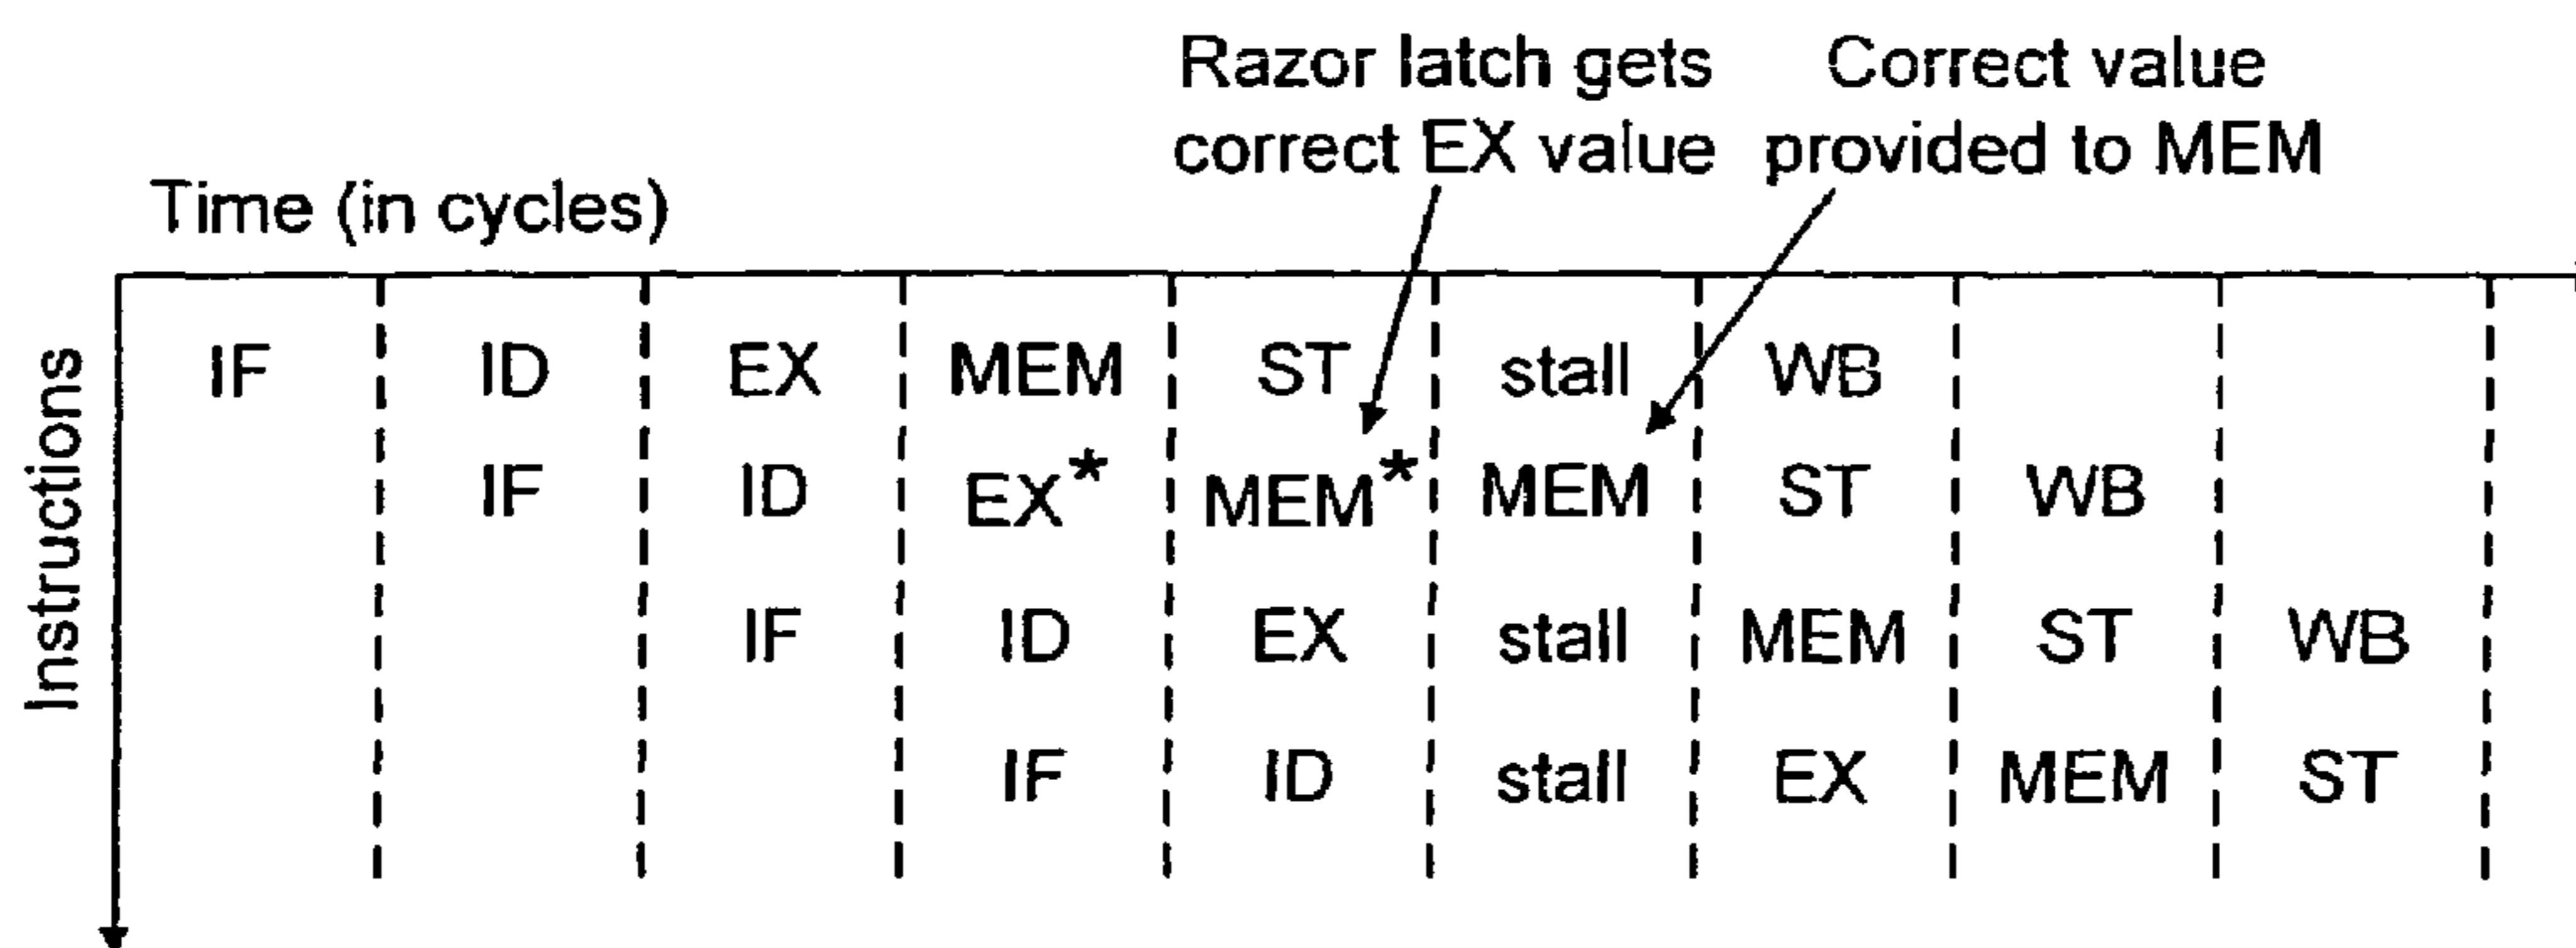 Razor latch gets Correct value
correct EX value provided to MEM
Time (in cycles)
Instructions
IF ID EX MEM ST stall WB
IF ID EX* MEM* MEM ST WB
IF ID EX stall MEM ST WB
IF ID stall EX MEM ST